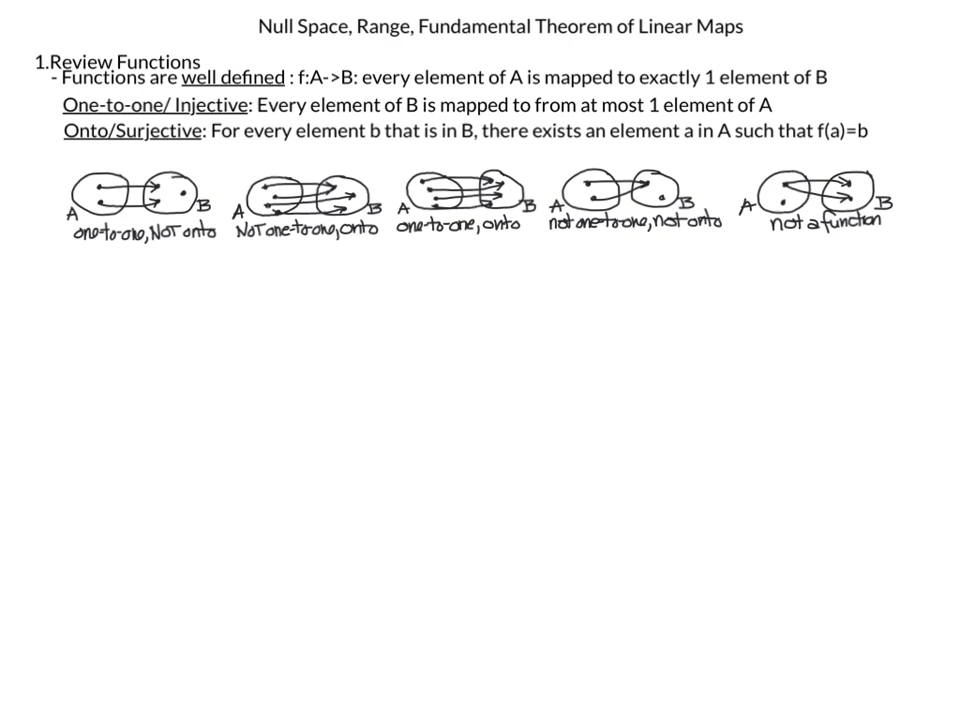 Null Space, Range, Fundamental Theorem of Linear Maps
1.Review Functions
- Functions are well defined : f:A->B: every element of A is mapped to exactly 1 element of B
One-to-one/ Injective: Every element of B is mapped to from at most 1 element of A
Onto/Surjective: For every element b that is in B, there exists an element a in A such that f(a)=b
A B A B A B A B A B
one-to-one, NOT onto NOT one-to-one, onto one-to-one, onto not one-to-one, not onto not a function